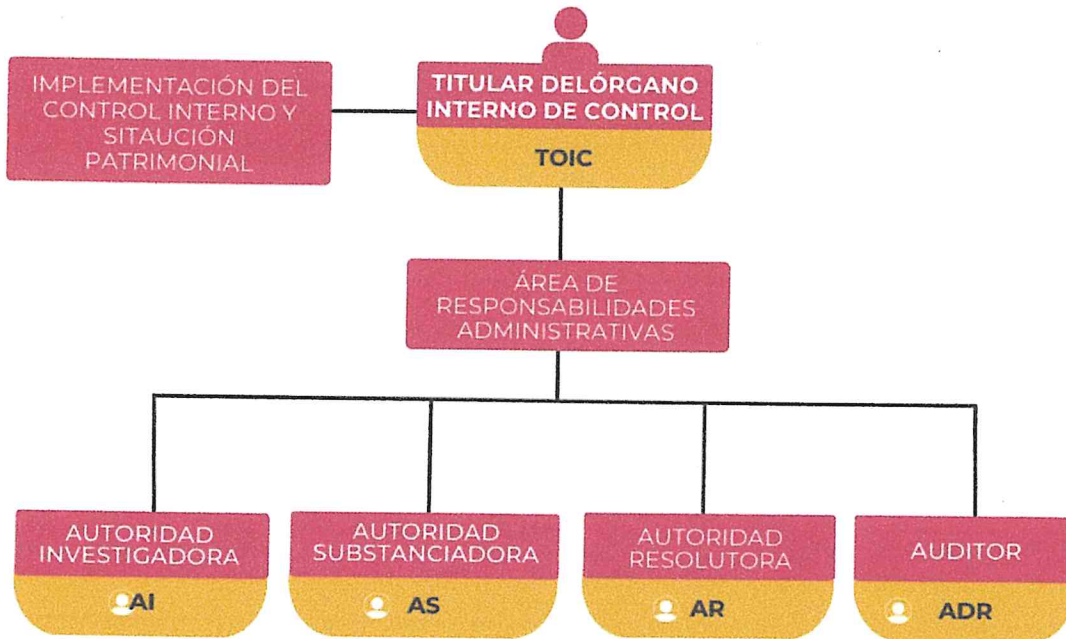 IMPLEMENTACIÓN DEL
CONTROL INTERNO Y
SITAUCIÓN
PATRIMONIAL
TITULAR DELÓRGANO
INTERNO DE CONTROL
TOIC
ÁREA DE
RESPONSABILIDADES
ADMINISTRATIVAS
AUTORIDAD
INVESTIGADORA
AI
AUTORIDAD
SUBSTANCIADORA
AS
AUTORIDAD
RESOLUTORA
AR
AUDITOR
ADR